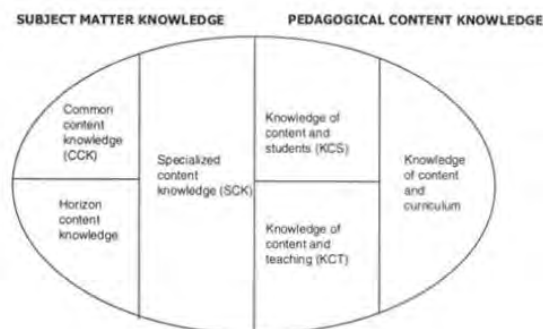 SUBJECT MATTER KNOWLEDGE
PEDAGOGICAL CONTENT KNOWLEDGE
Common
content
knowledge
(CCK)
Horizon
content
knowledge
Specialized
content
knowledge (SCK)
Knowledge of
content and
students (KCS)
Knowledge of
content and
teaching (KCT)
Knowledge
of content
and
curriculum